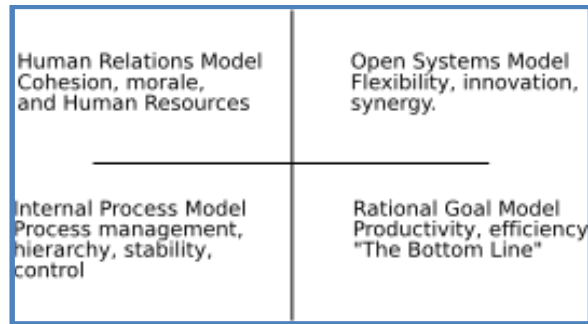 Human Relations Model
Cohesion, morale,
and Human Resources
Open Systems Model
Flexibility, innovation,
synergy.
Internal Process Model
Process management,
hierarchy, stability,
control
Rational Goal Model
Productivity, efficiency
"The Bottom Line"